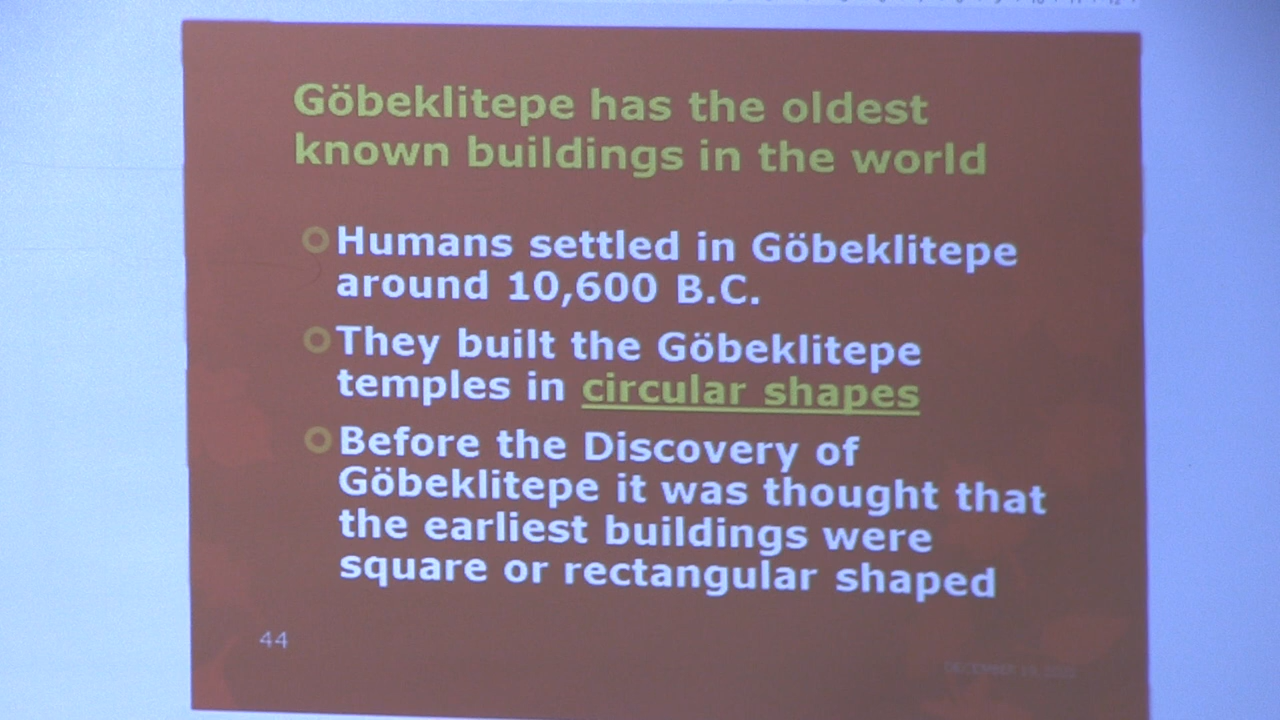 Göbeklitepe has the oldest
known buildings in the world
Humans settled in Göbeklitepe
around 10,600 B.C.
They built the Göbeklitepe
temples in circular shapes
Before the Discovery of
Göbeklitepe it was thought that
the earliest buildings were
square or rectangular shaped
44
DECEMBER